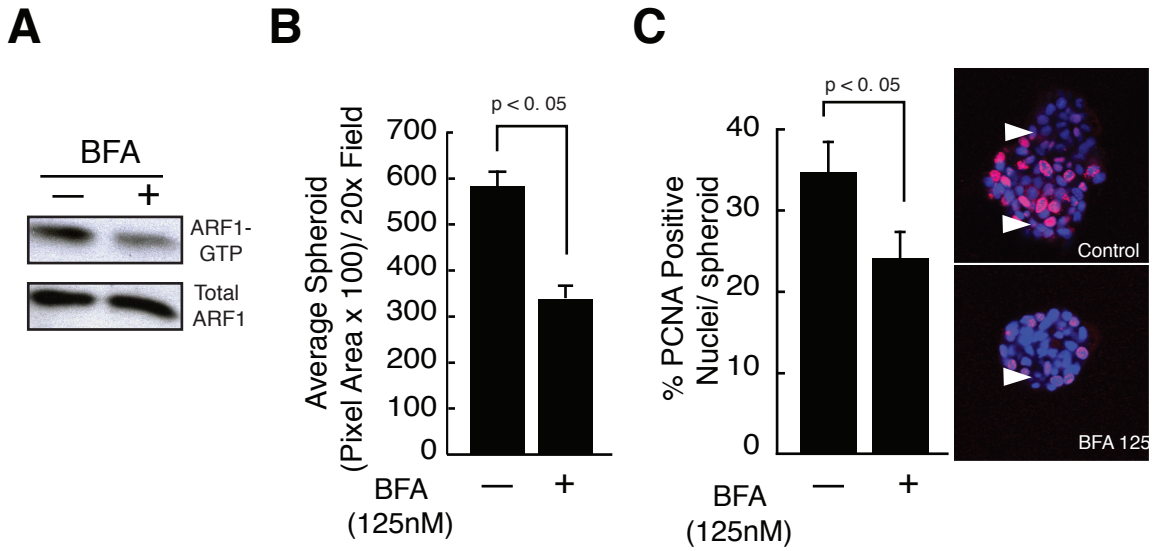 A
BFA
— +
ARF1-
GTP
Total
ARF1
B
p < 0. 05
Average Spheroid
(Pixel Area x 100)/ 20x Field
700
600
500
400
300
200
100
0
BFA
(125nM)
— +
C
p < 0. 05
% PCNA Positive
Nuclei/ spheroid
40
30
20
10
0
BFA
(125nM)
— +
Control
BFA 125